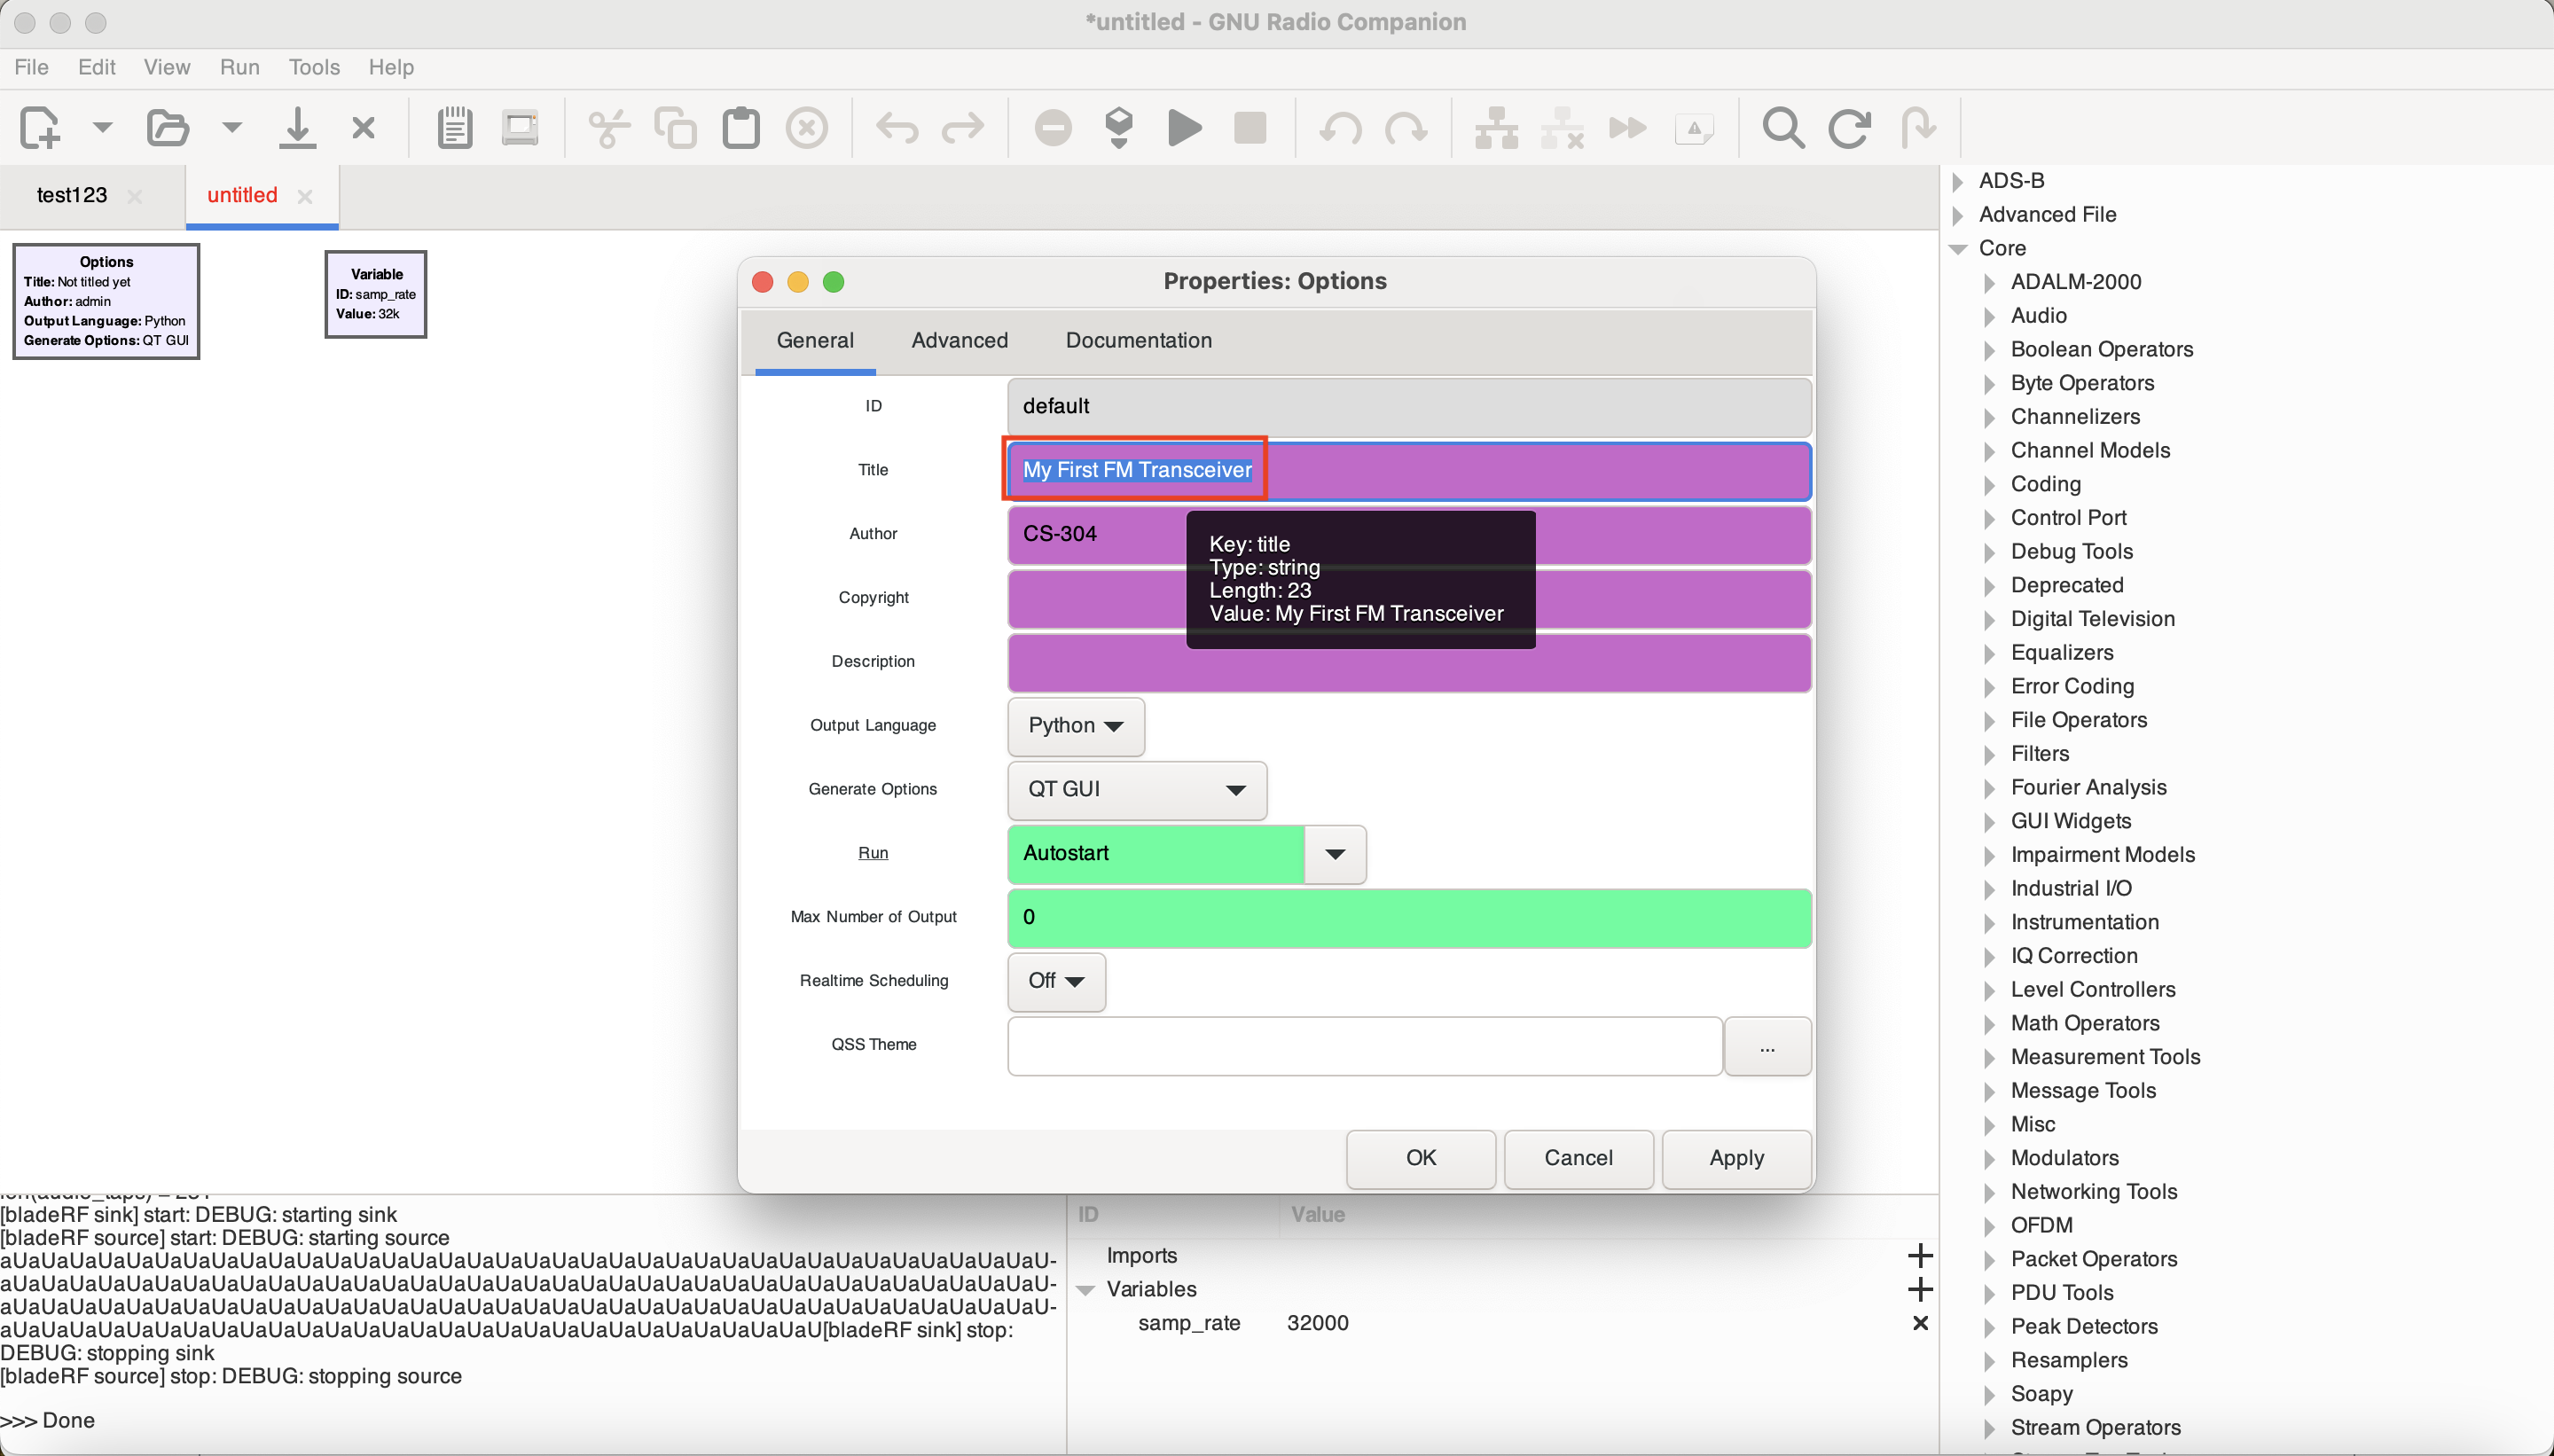 *untitled - GNU Radio Companion
File Edit View Run Tools Help
test123
untitled
Options
Title: Not titled yet
Author: admin
Output Language: Python
Generate Options: QT GUI
Variable
ID: samp_rate
Value: 32k
Properties: Options
General Advanced Documentation
ID default
Title My First FM Transceiver
Author CS-304
Copyright
Description
Key: title
Type: string
Length: 23
Value: My First FM Transceiver
Output Language Python
Generate Options QT GUI
Run Autostart
Max Number of Output 0
Realtime Scheduling Off
QSS Theme ...
OK Cancel Apply
[bladeRF sink] start: DEBUG: starting sink
[bladeRF source] start: DEBUG: starting source
aUaUaUaUaUaUaUaUaUaUaUaUaUaUaUaUaUaUaUaUaUaUaUaUaUaUaUaUaUaUaUaUaUaUaUaUaU-
aUaUaUaUaUaUaUaUaUaUaUaUaUaUaUaUaUaUaUaUaUaUaUaUaUaUaUaUaUaUaUaUaUaUaUaUaU-
aUaUaUaUaUaUaUaUaUaUaUaUaUaUaUaUaUaUaUaUaUaUaUaUaUaUaUaUaUaUaUaUaUaUaUaUaU-
aUaUaUaUaUaUaUaUaUaUaUaUaUaUaUaUaUaUaUaUaUaUaUaUaUaUaUaUaU[bladeRF sink] stop:
DEBUG: stopping sink
[bladeRF source] stop: DEBUG: stopping source
>>> Done
ID Value
Imports
Variables
samp_rate 32000
ADS-B
Advanced File
Core
ADALM-2000
Audio
Boolean Operators
Byte Operators
Channelizers
Channel Models
Coding
Control Port
Debug Tools
Deprecated
Digital Television
Equalizers
Error Coding
File Operators
Filters
Fourier Analysis
GUI Widgets
Impairment Models
Industrial I/O
Instrumentation
IQ Correction
Level Controllers
Math Operators
Measurement Tools
Message Tools
Misc
Modulators
Networking Tools
OFDM
Packet Operators
PDU Tools
Peak Detectors
Resamplers
Soapy
Stream Operators